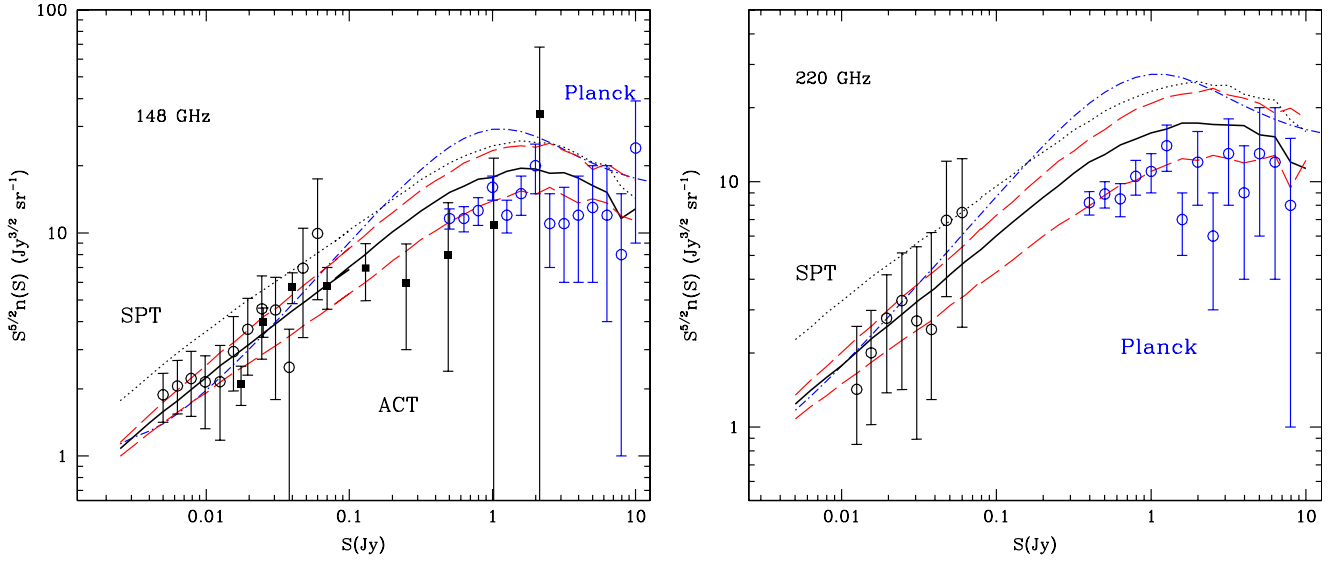 100
10
1
S^{5/2}n(S) (Jy^{3/2} sr^{-1})
148 GHz
Planck
SPT
ACT
0.01
0.1
1
10
S(Jy)
10
1
S^{5/2}n(S) (Jy^{3/2} sr^{-1})
220 GHz
SPT
Planck
0.01
0.1
1
10
S(Jy)